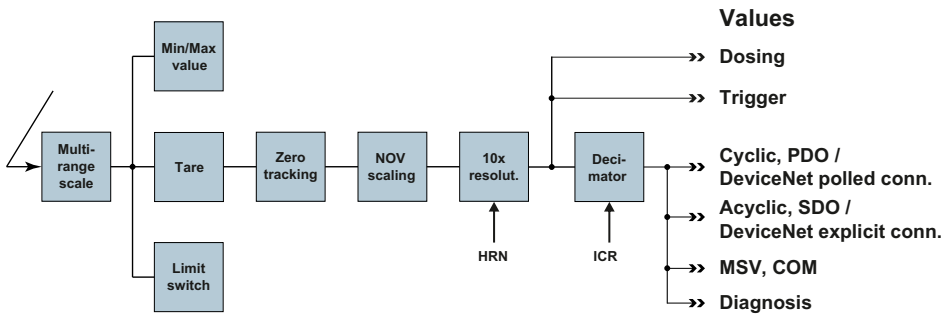 Values
Min/Max
value
Dosing
Trigger
Multi-
range
scale
Tare
Zero
tracking
NOV
scaling
10x
resolut.
Deci-
mator
Cyclic, PDO /
DeviceNet polled conn.
Acyclic, SDO /
DeviceNet explicit conn.
HRN
ICR
Limit
switch
MSV, COM
Diagnosis